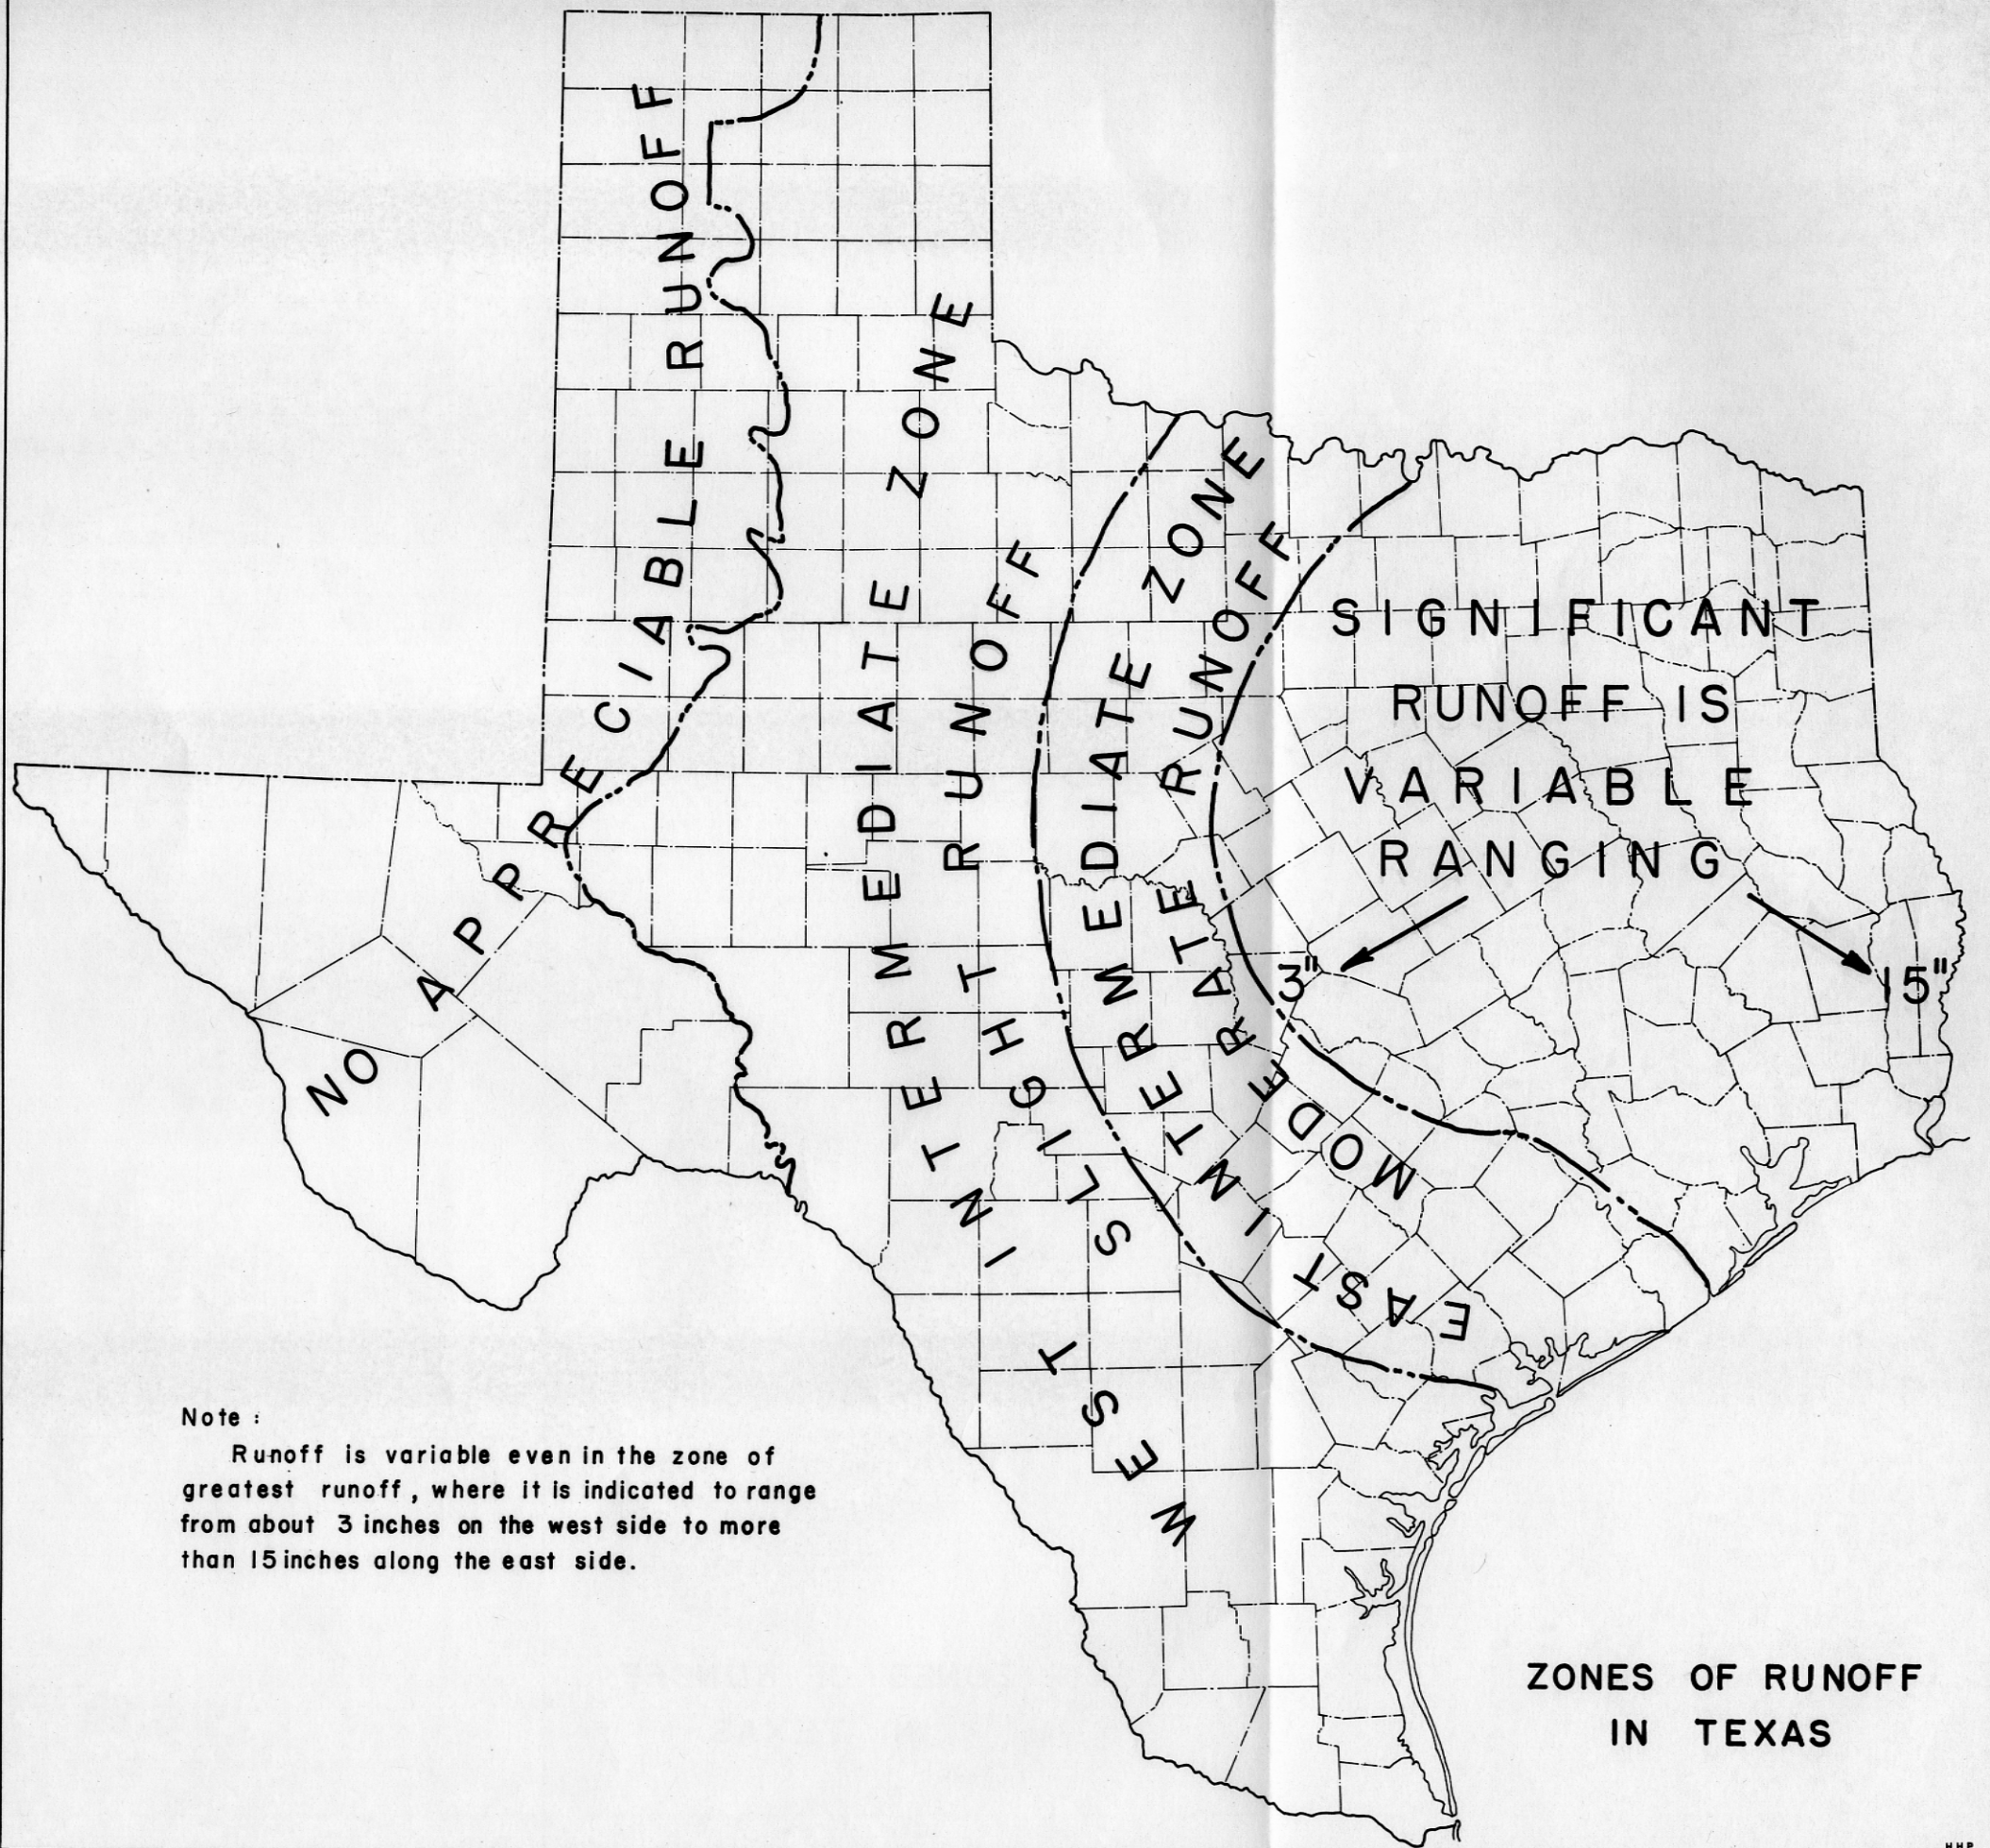 NO APPRECIABLE RUNOFF
WEST INTERMEDIATE ZONE
SLIGHT RUNOFF
EAST INTERMEDIATE ZONE
MODERATE RUNOFF
SIGNIFICANT
RUNOFF IS
VARIABLE
RANGING
3" 15"
Note :
Runoff is variable even in the zone of
greatest runoff, where it is indicated to range
from about 3 inches on the west side to more
than 15 inches along the east side.
ZONES OF RUNOFF
IN TEXAS
HHP